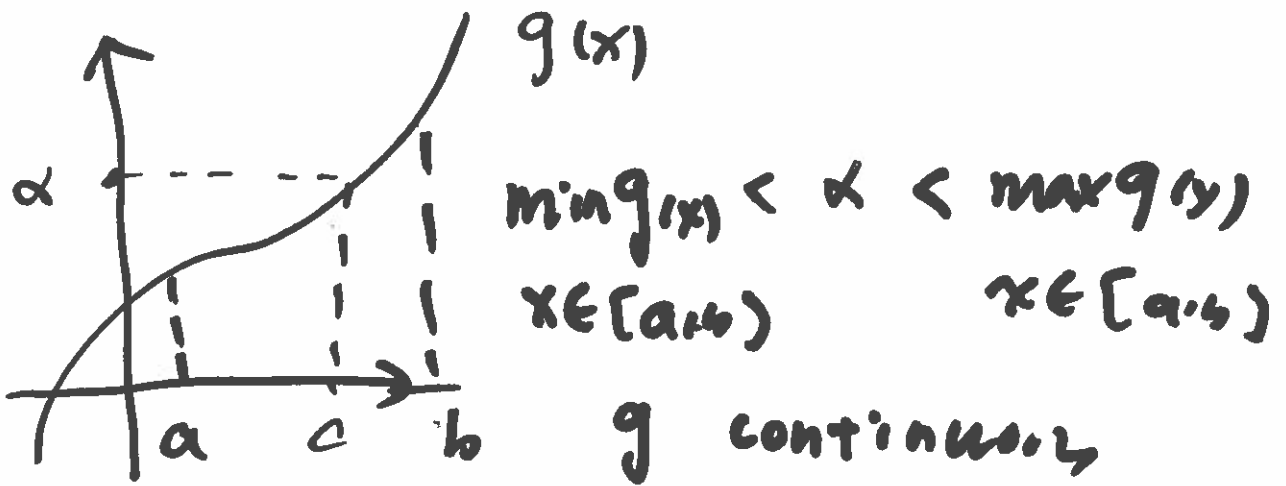 g(x)
α
min g(x) < α < max g(y)
x∈[a,b) x∈[a,b)
a c b
g continuous